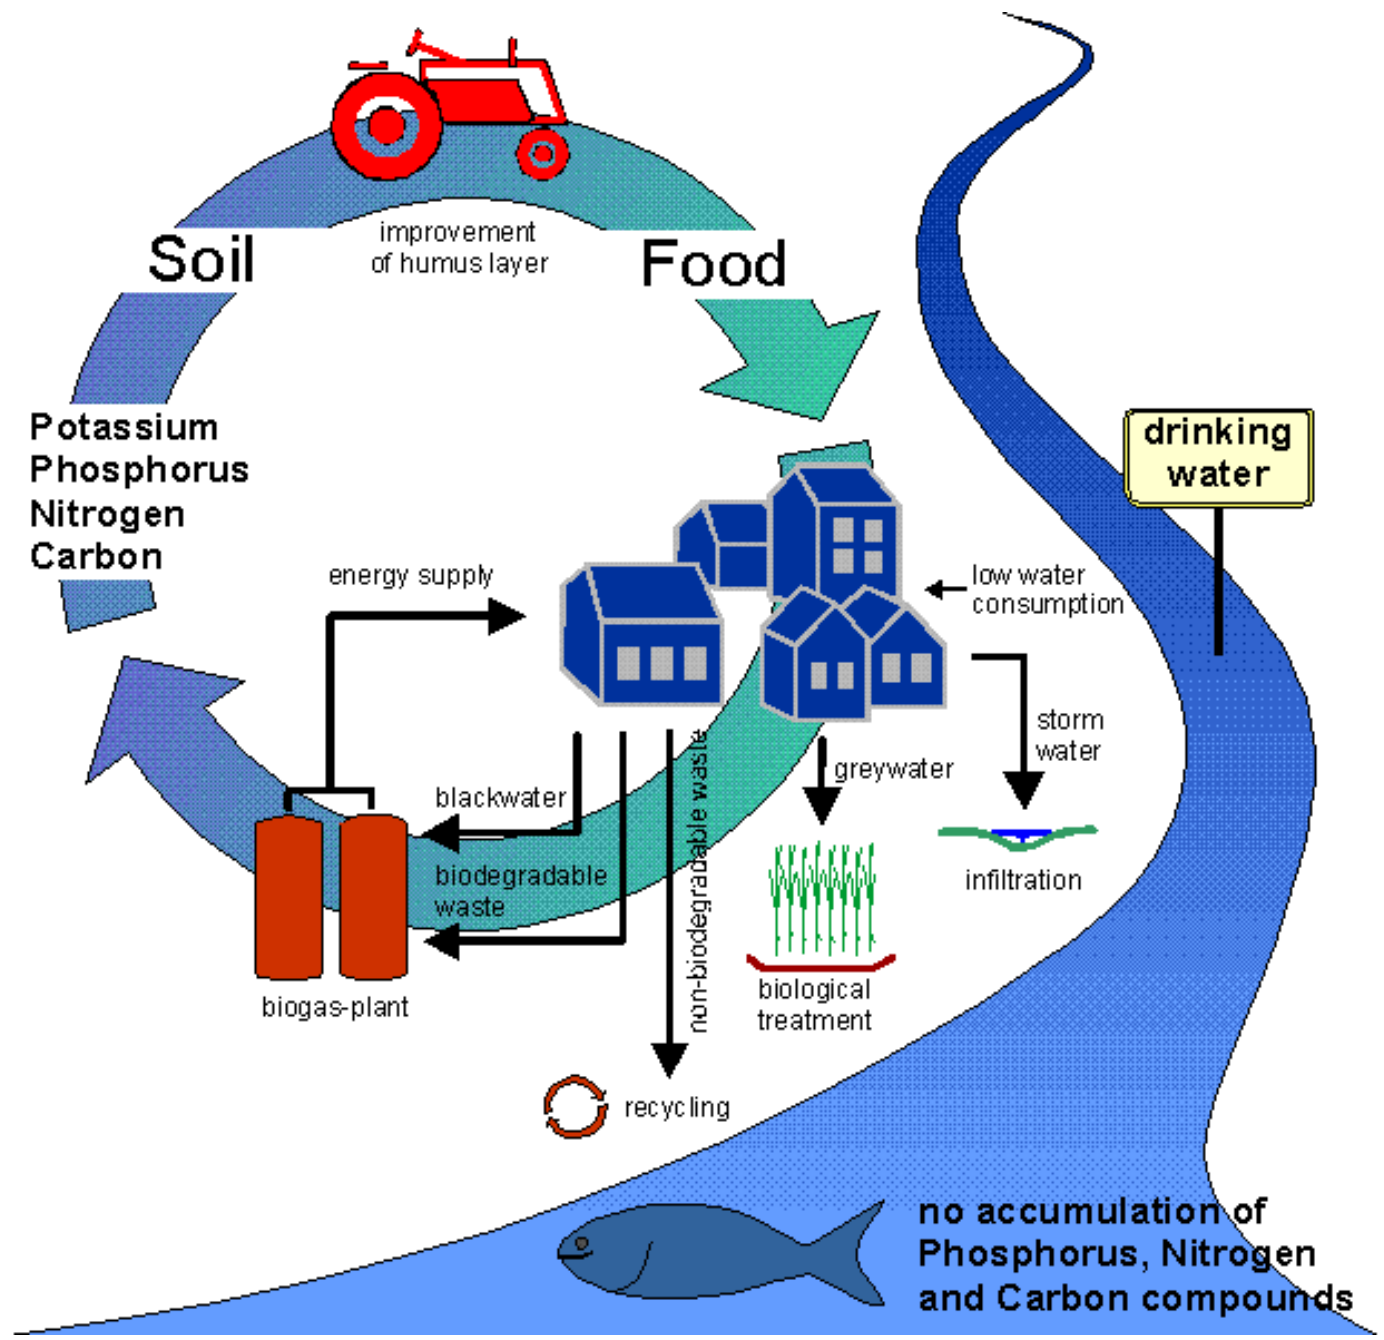 improvement
of humus layer
Soil
Food
Potassium
Phosphorus
Nitrogen
Carbon
drinking
water
energy supply
low water
consumption
storm
water
greywater
blackwater
biodegradable
waste
non-biodegradable waste
infiltration
biological
treatment
biogas-plant
recycling
no accumulation of
Phosphorus, Nitrogen
and Carbon compounds